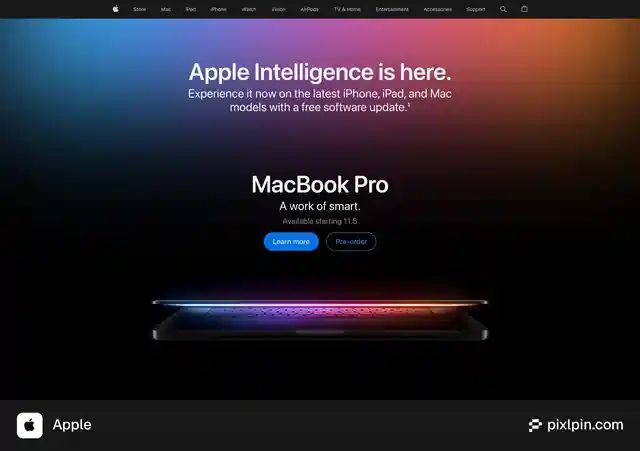 Store Mac iPad iPhone Watch Vision AirPods TV & Home Entertainment Accessories Support
Apple Intelligence is here.
Experience it now on the latest iPhone, iPad, and Mac
models with a free software update.¹
MacBook Pro
A work of smart.
Available starting 11.8
Learn more Pre-order
Apple pixlpin.com